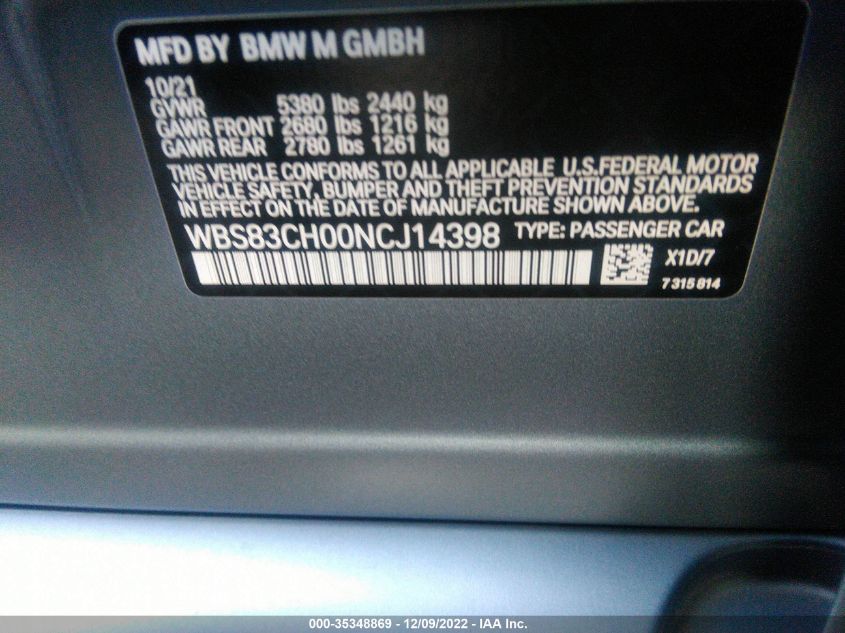 MFD BY BMW M GMBH
10/21
GVWR 5380 lbs 2440 kg
GAWR FRONT 2680 lbs 1216 kg
GAWR REAR 2780 lbs 1261 kg
THIS VEHICLE CONFORMS TO ALL APPLICABLE U.S.FEDERAL MOTOR
VEHICLE SAFETY, BUMPER AND THEFT PREVENTION STANDARDS
IN EFFECT ON THE DATE OF MANUFACTURE SHOWN ABOVE.
WBS83CH00NCJ14398 TYPE: PASSENGER CAR
X1D/7
7315814
000-35348869 - 12/09/2022 - IAA Inc.